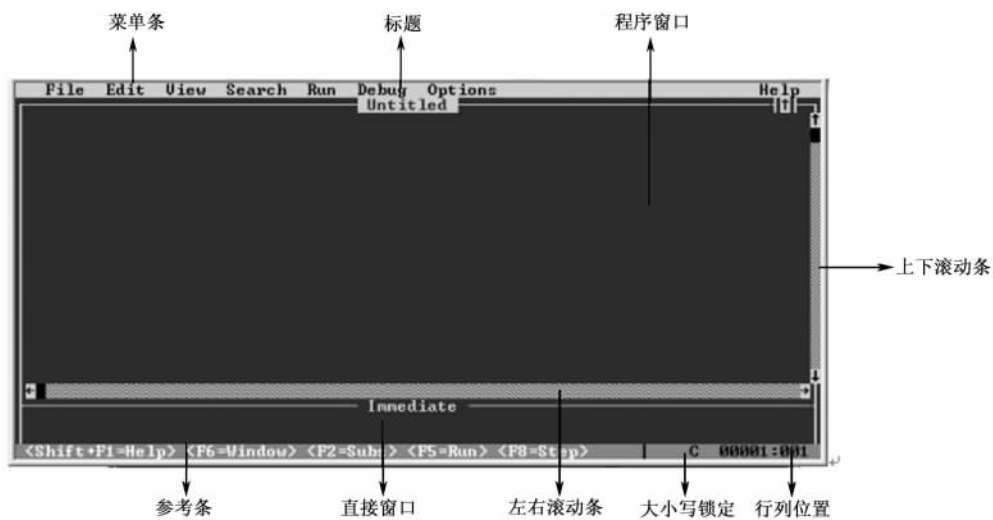 菜单条 标题 程序窗口
File Edit View Search Run Debug Options Help
Untitled
上下滚动条
Immediate
<Shift+F1=Help> <F6=Window> <F2=Subs> <F5=Run> <F8=Step> C 00001:001
参考条 直接窗口 左右滚动条 大小写锁定 行列位置